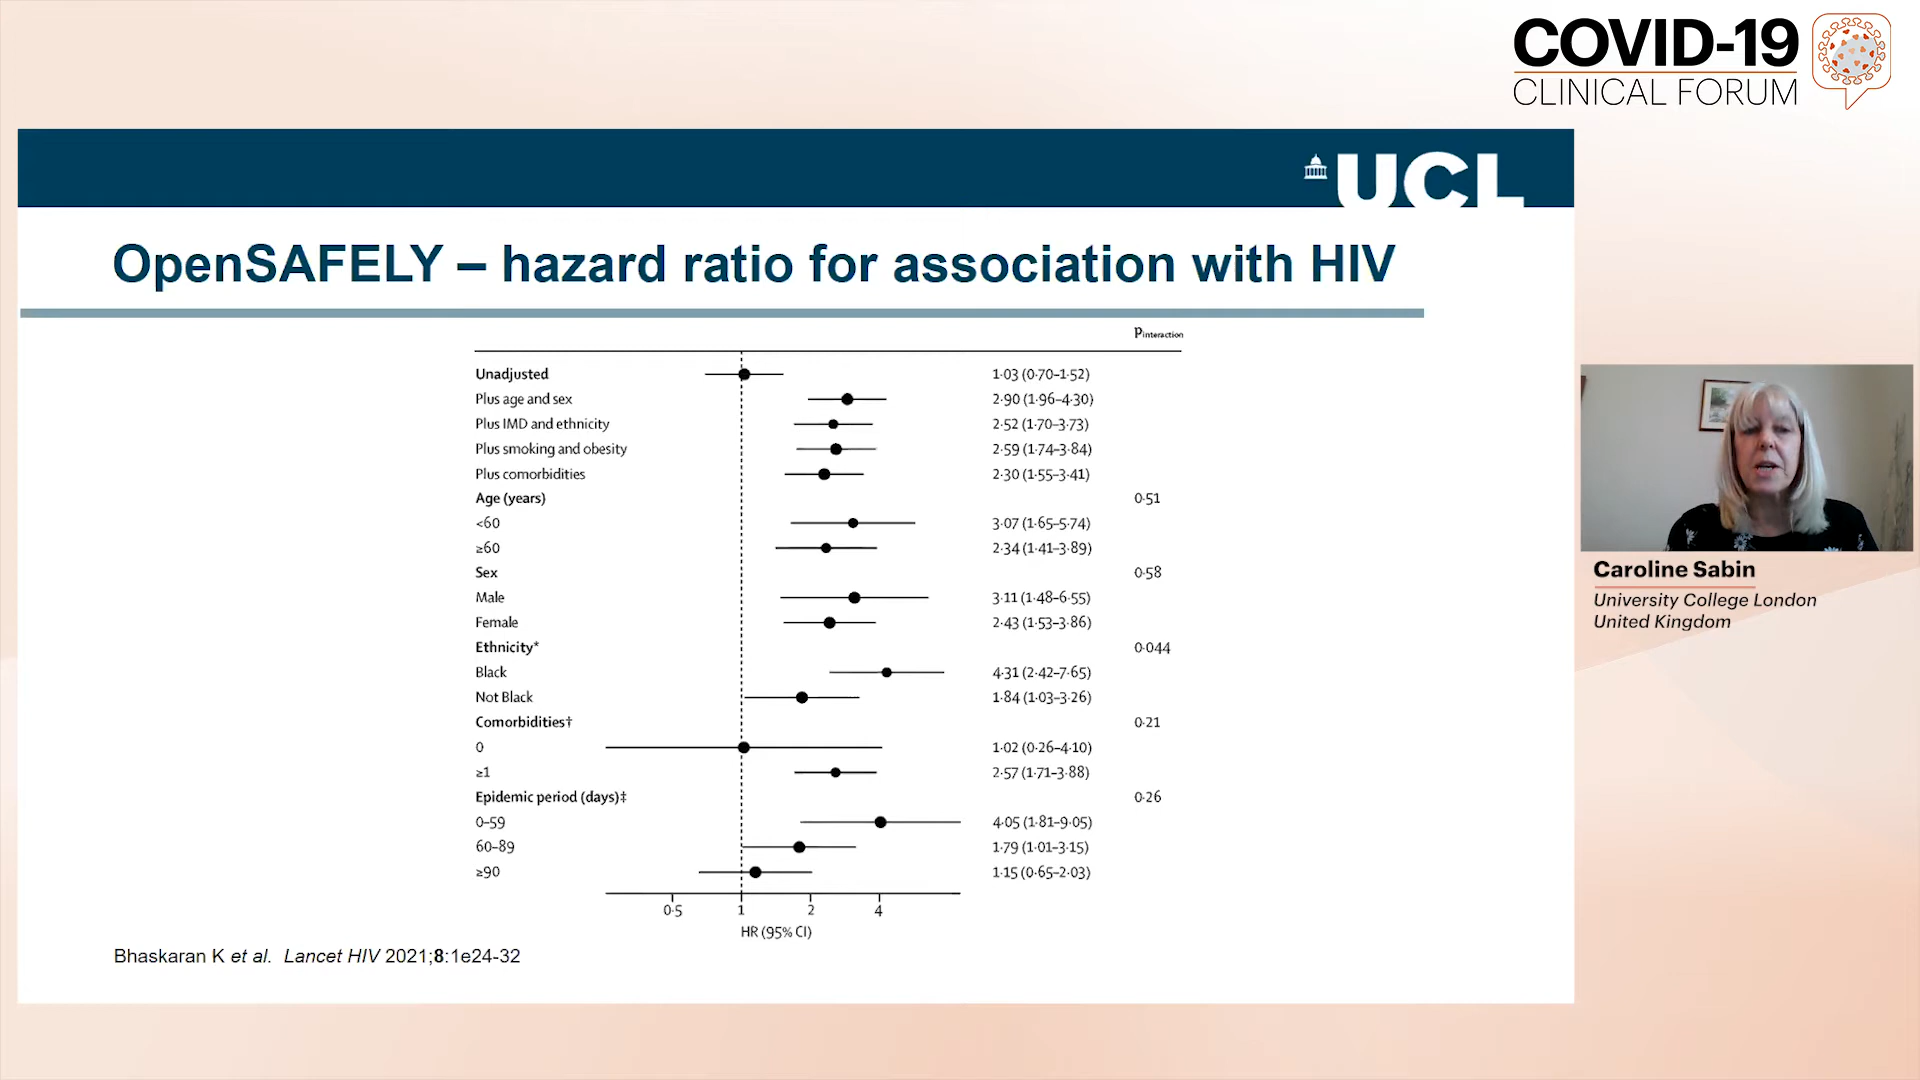 COVID-19
CLINICAL FORUM
UCL
OpenSAFELY – hazard ratio for association with HIV
Pinteraction
Unadjusted 1·03 (0·70–1·52)
Plus age and sex 2·90 (1·96–4·30)
Plus IMD and ethnicity 2·52 (1·70–3·73)
Plus smoking and obesity 2·59 (1·74–3·84)
Plus comorbidities 2·30 (1·55–3·41)
Age (years) 0·51
<60 3·07 (1·65–5·74)
≥60 2·34 (1·41–3·89)
Sex 0·58
Male 3·11 (1·48–6·55)
Female 2·43 (1·53–3·86)
Ethnicity* 0·044
Black 4·31 (2·42–7·65)
Not Black 1·84 (1·03–3·26)
Comorbidities† 0·21
0 1·02 (0·26–4·10)
≥1 2·57 (1·71–3·88)
Epidemic period (days)‡ 0·26
0–59 4·05 (1·81–9·05)
60–89 1·79 (1·01–3·15)
≥90 1·15 (0·65–2·03)
0·5 1 2 4
HR (95% CI)
Bhaskaran K et al. Lancet HIV 2021;8:1e24-32
Caroline Sabin
University College London
United Kingdom